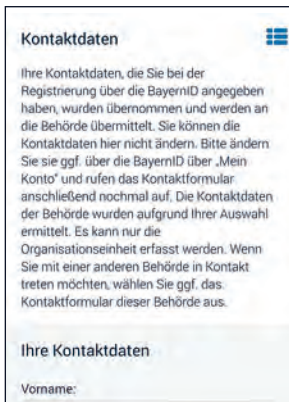 Kontaktdaten
Ihre Kontaktdaten, die Sie bei der
Registrierung über die BayernID angegeben
haben, wurden übernommen und werden an
die Behörde übermittelt. Sie können die
Kontaktdaten hier nicht ändern. Bitte ändern
Sie sie ggf. über die BayernID über „Mein
Konto“ und rufen das Kontaktformular
anschließend nochmal auf. Die Kontaktdaten
der Behörde wurden aufgrund Ihrer Auswahl
ermittelt. Es kann nur die
Organisationseinheit erfasst werden. Wenn
Sie mit einer anderen Behörde in Kontakt
treten möchten, wählen Sie ggf. das
Kontaktformular dieser Behörde aus.
Ihre Kontaktdaten
Vorname: